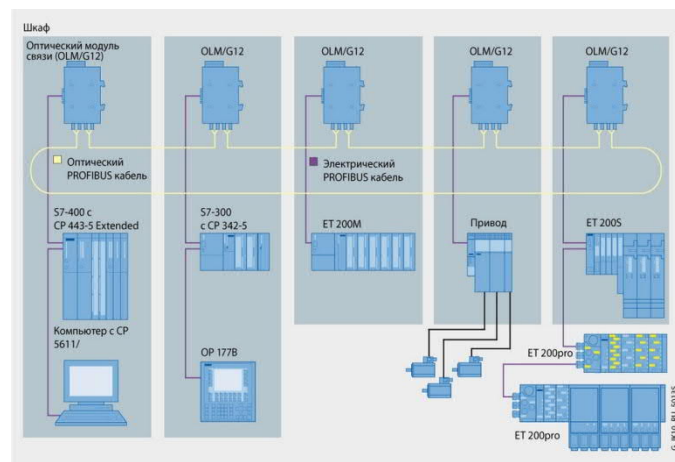 Шкаф
Оптический модуль
связи (OLM/G12)
OLM/G12
OLM/G12
OLM/G12
OLM/G12
Оптический
PROFIBUS кабель
Электрический
PROFIBUS кабель
S7-400 с
CP 443-5 Extended
S7-300
с CP 342-5
ET 200M
Привод
ET 200S
Компьютер с CP
5611/
OP 177B
ET 200pro
ET 200pro